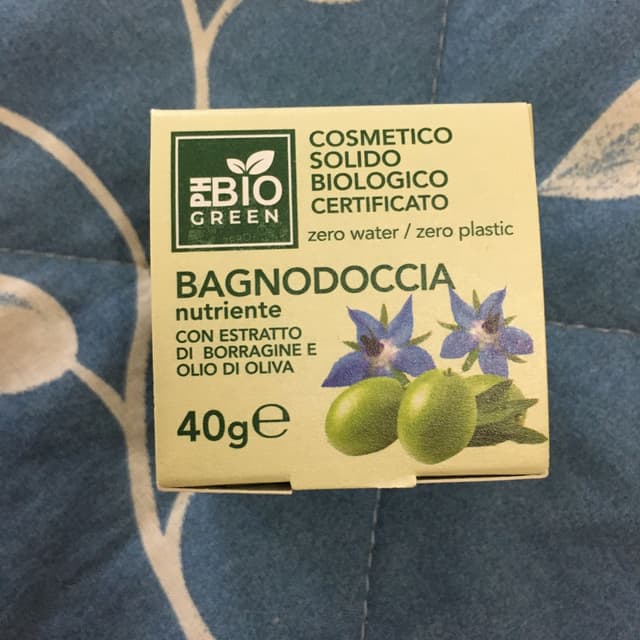 PH
BIO
GREEN
COSMETICO
SOLIDO
BIOLOGICO
CERTIFICATO
zero water / zero plastic
BAGNODOCCIA
nutriente
CON ESTRATTO
DI BORRAGINE E
OLIO DI OLIVA
40g℮